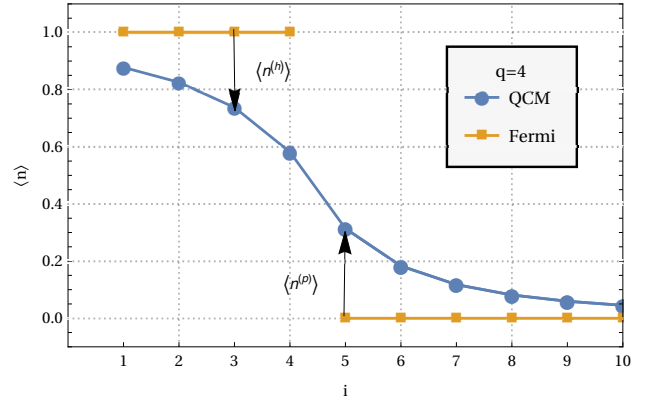 1.0
0.8
0.6
0.4
0.2
0.0
⟨n⟩
⟨n(h)⟩
⟨n(p)⟩
q=4
QCM
Fermi
1 2 3 4 5 6 7 8 9 10
i